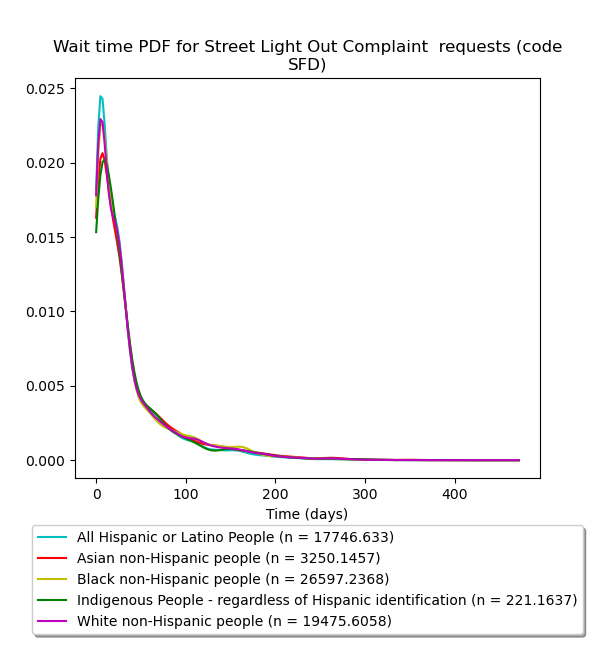 Wait time PDF for Street Light Out Complaint  requests (code
SFD)
0.025
0.020
0.015
0.010
0.005
0.000
0 100 200 300 400
Time (days)
All Hispanic or Latino People (n = 17746.633)
Asian non-Hispanic people (n = 3250.1457)
Black non-Hispanic people (n = 26597.2368)
Indigenous People - regardless of Hispanic identification (n = 221.1637)
White non-Hispanic people (n = 19475.6058)